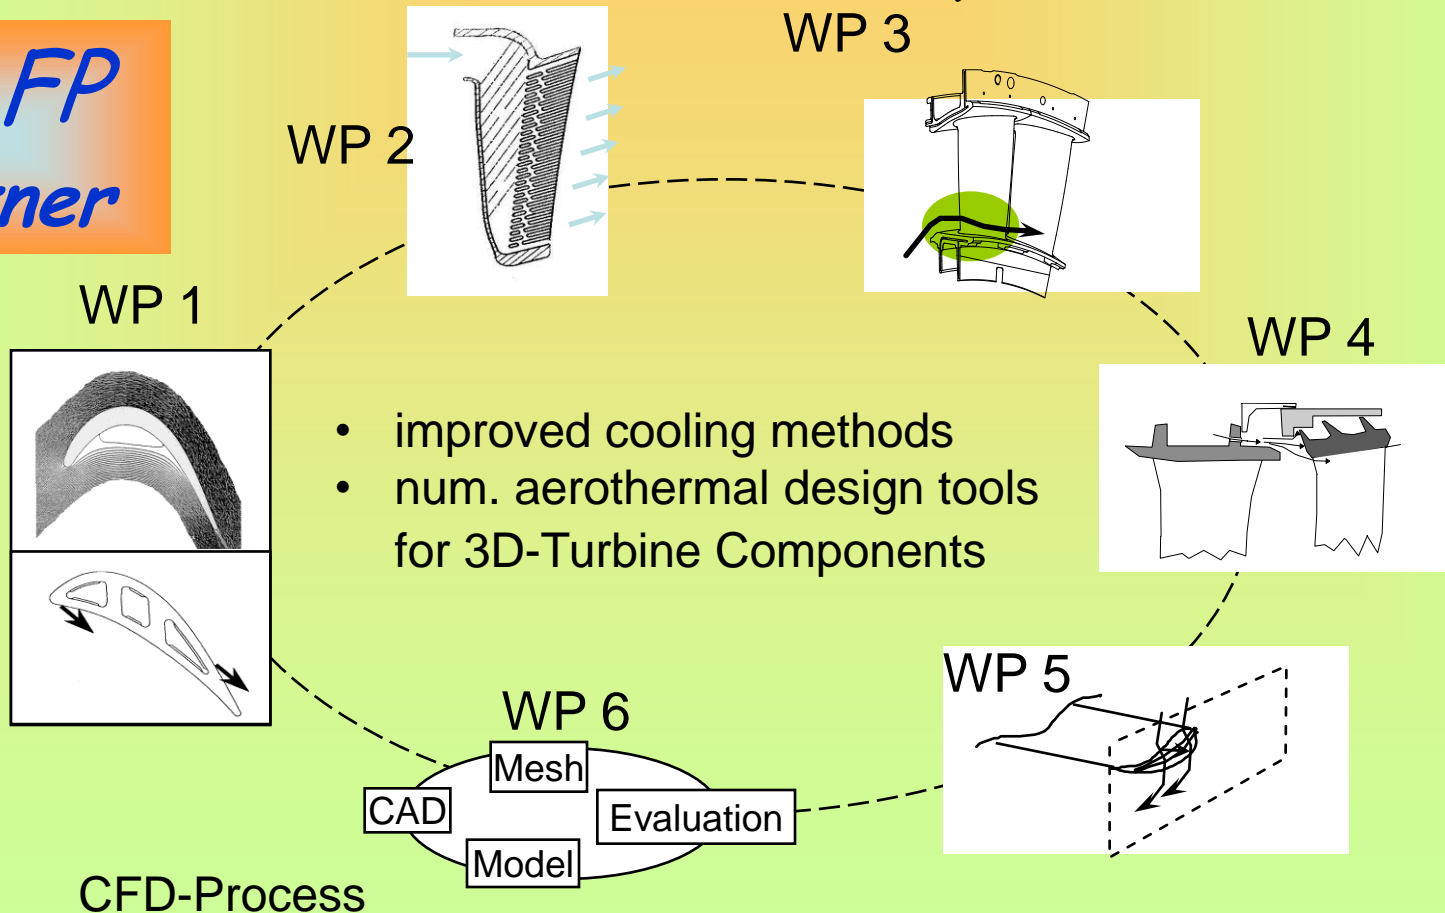 WP 3
FP
WP 2
WP 1
WP 4
• improved cooling methods
• num. aerothermal design tools
for 3D-Turbine Components
WP 5
WP 6
Mesh
CAD
Evaluation
Model
CFD-Process